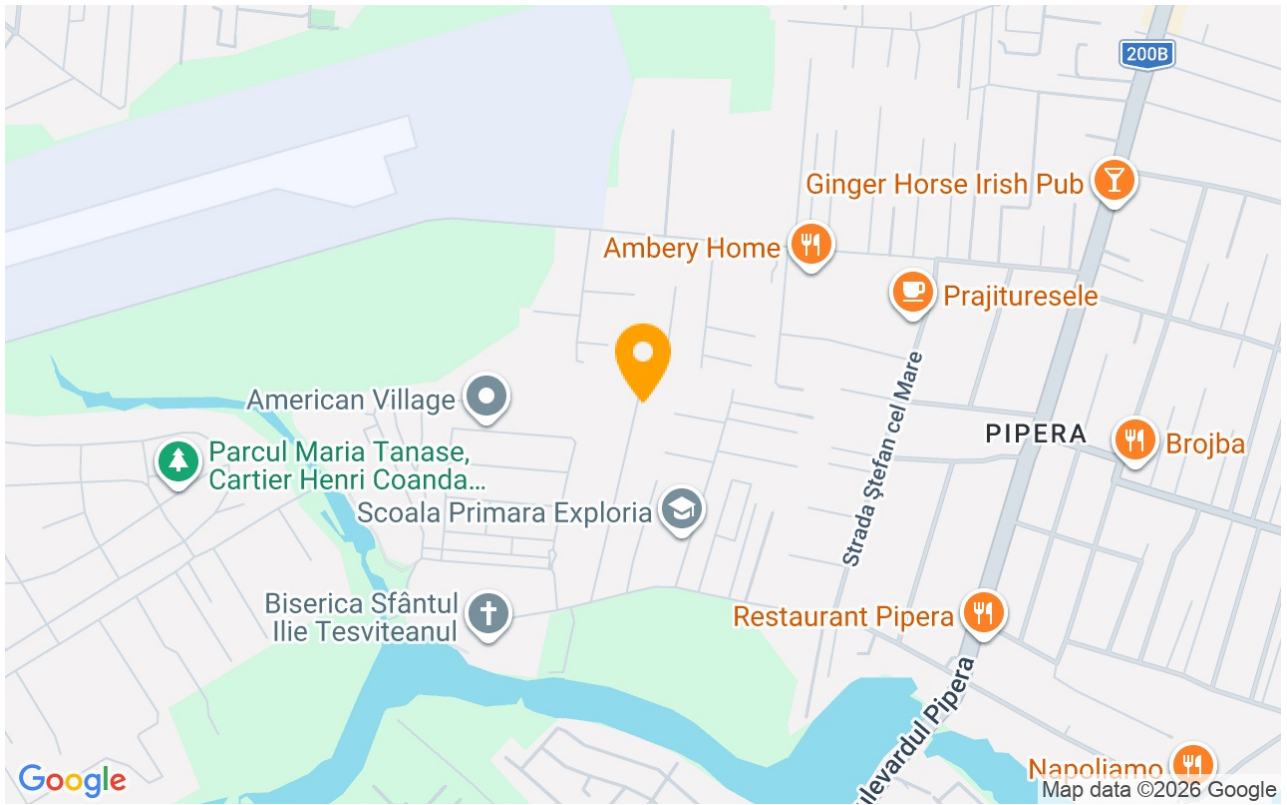 200B
Ginger Horse Irish Pub
Ambery Home
Prajituresele
American Village
PIPERA
Brojba
Parcul Maria Tanase,
Cartier Henri Coanda...
Strada Ștefan cel Mare
Scoala Primara Exploria
Biserica Sfântul
Ilie Tesviteanul
Restaurant Pipera
ulevardul Pipera
Napoliamo
Google
Map data ©2026 Google